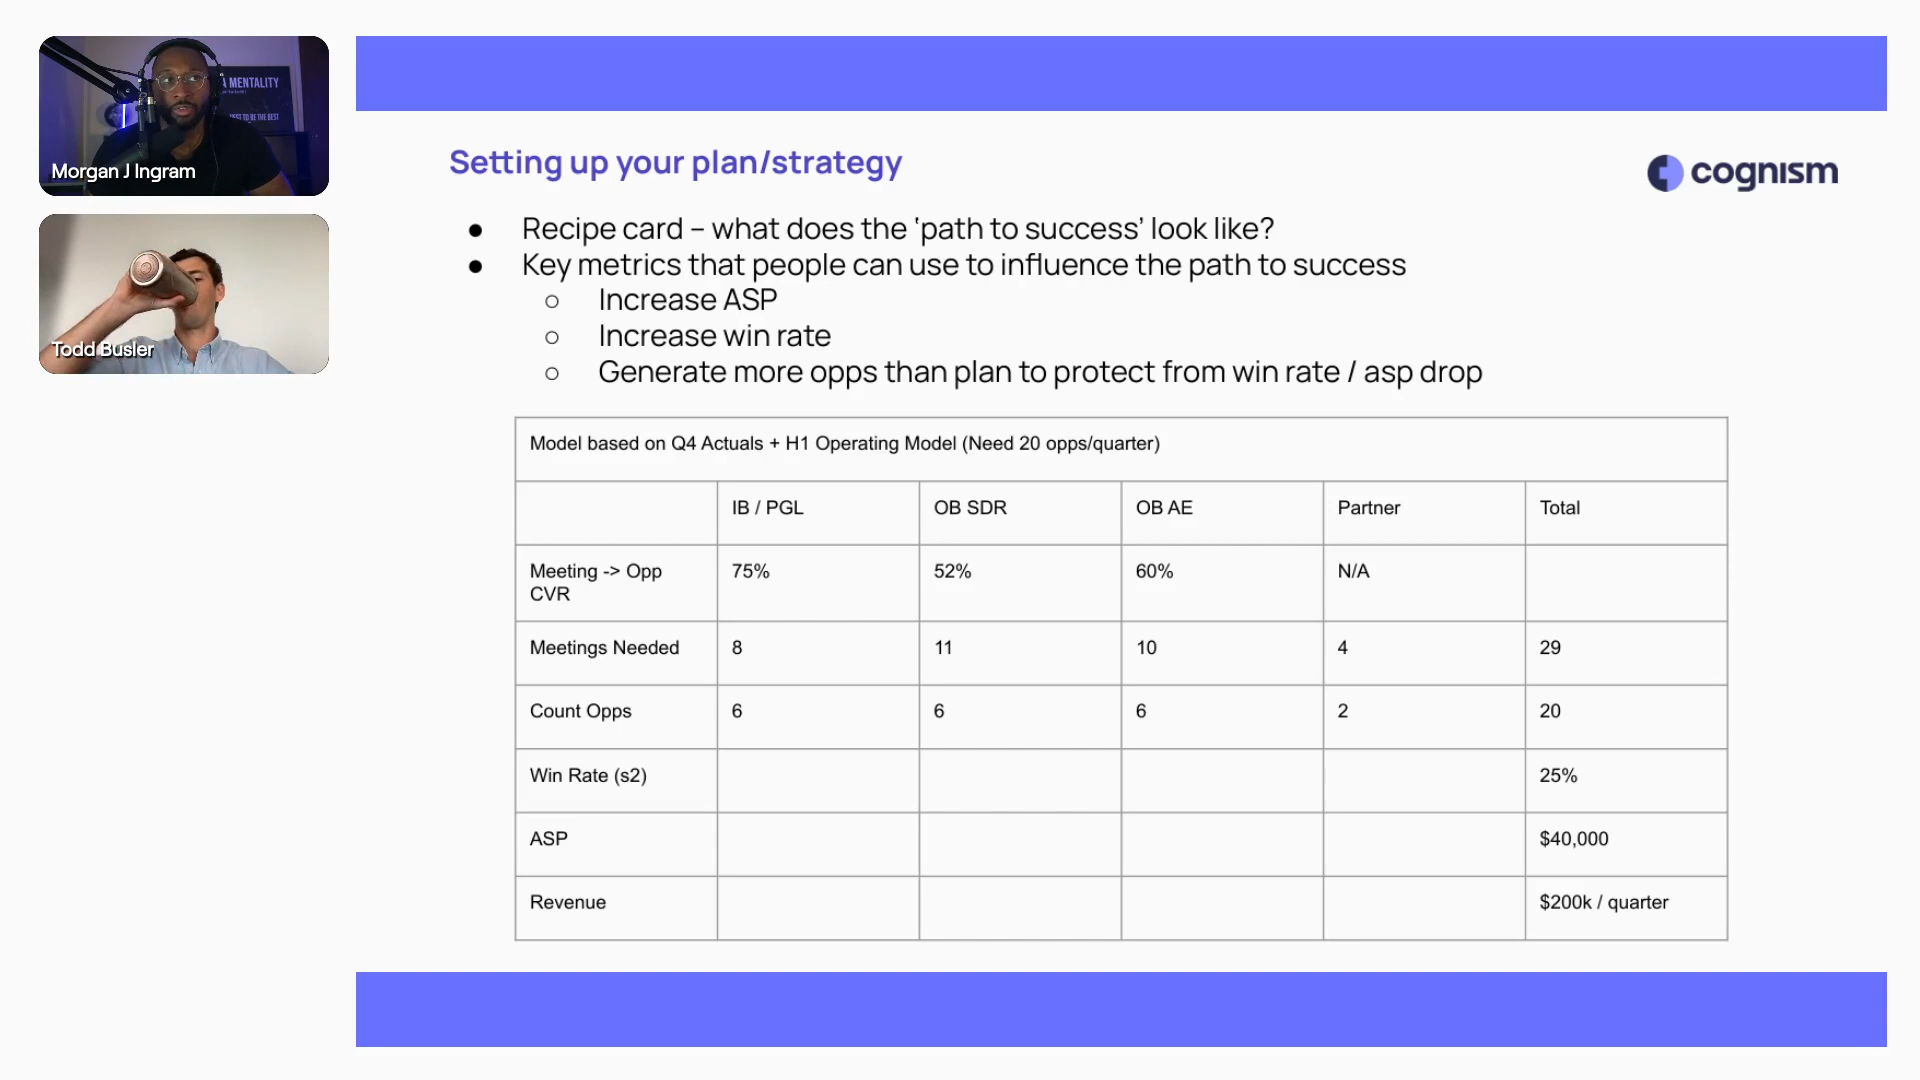 A MENTALITY
Morgan J Ingram
Todd Busler
Setting up your plan/strategy
cognism
● Recipe card – what does the ‘path to success’ look like?
● Key metrics that people can use to influence the path to success
○ Increase ASP
○ Increase win rate
○ Generate more opps than plan to protect from win rate / asp drop
Model based on Q4 Actuals + H1 Operating Model (Need 20 opps/quarter)
IB / PGL OB SDR OB AE Partner Total
Meeting -> Opp CVR 75% 52% 60% N/A
Meetings Needed 8 11 10 4 29
Count Opps 6 6 6 2 20
Win Rate (s2) 25%
ASP $40,000
Revenue $200k / quarter